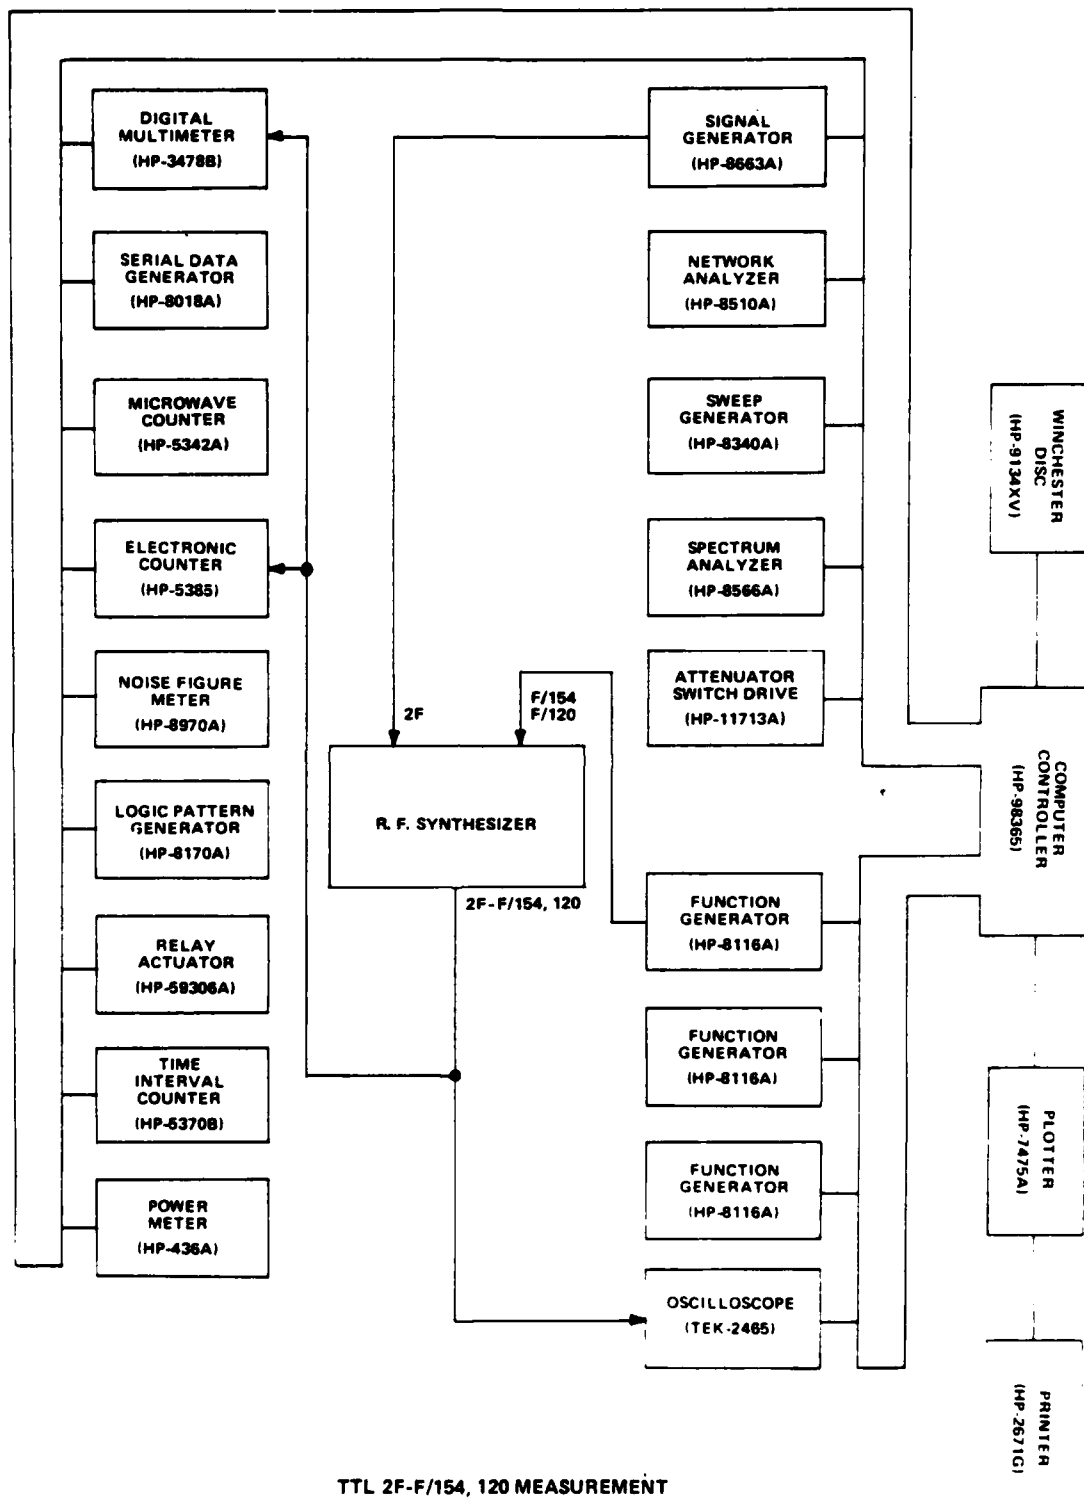 DIGITAL
MULTIMETER
(HP-3478B)
SERIAL DATA
GENERATOR
(HP-8018A)
MICROWAVE
COUNTER
(HP-5342A)
ELECTRONIC
COUNTER
(HP-5385)
NOISE FIGURE
METER
(HP-8970A)
LOGIC PATTERN
GENERATOR
(HP-8170A)
RELAY
ACTUATOR
(HP-59306A)
TIME
INTERVAL
COUNTER
(HP-5370B)
POWER
METER
(HP-436A)
2F
F/154
F/120
R. F. SYNTHESIZER
2F-F/154, 120
SIGNAL
GENERATOR
(HP-8663A)
NETWORK
ANALYZER
(HP-8510A)
SWEEP
GENERATOR
(HP-8340A)
SPECTRUM
ANALYZER
(HP-8566A)
ATTENUATOR
SWITCH DRIVE
(HP-11713A)
FUNCTION
GENERATOR
(HP-8116A)
FUNCTION
GENERATOR
(HP-8116A)
FUNCTION
GENERATOR
(HP-8116A)
OSCILLOSCOPE
(TEK-2465)
WINCHESTER
DISC
(HP-9134XV)
COMPUTER
CONTROLLER
(HP-98365)
PLOTTER
(HP-7475A)
PRINTER
(HP-2671G)
TTL 2F-F/154, 120 MEASUREMENT